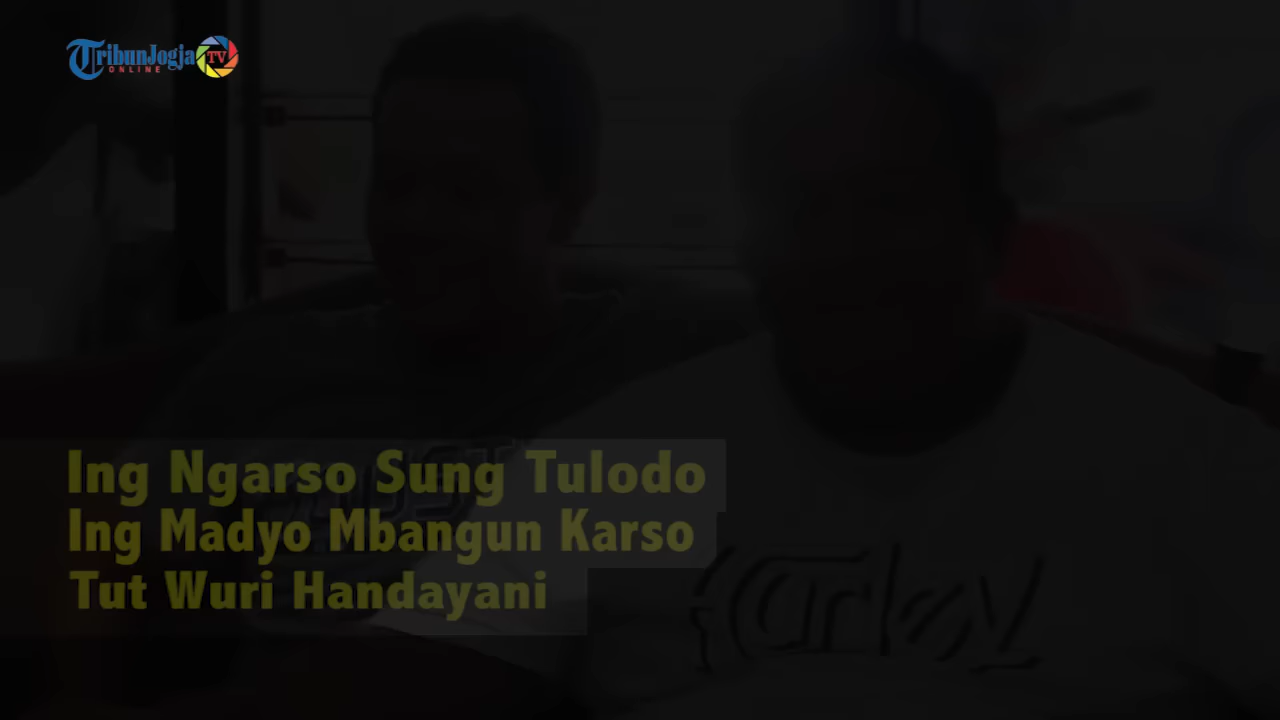 TribunJogja TV
ONLINE
Ing Ngarso Sung Tulodo
Ing Madyo Mbangun Karso
Tut Wuri Handayani